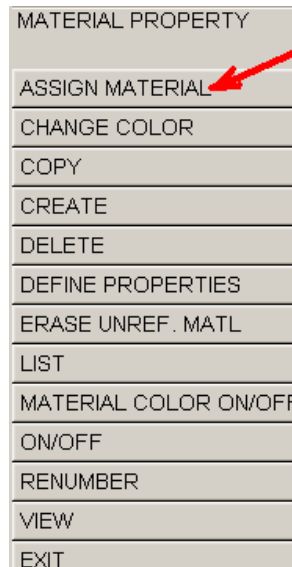 MATERIAL PROPERTY
ASSIGN MATERIAL
CHANGE COLOR
COPY
CREATE
DELETE
DEFINE PROPERTIES
ERASE UNREF. MATL
LIST
MATERIAL COLOR ON/OFF
ON/OFF
RENUMBER
VIEW
EXIT